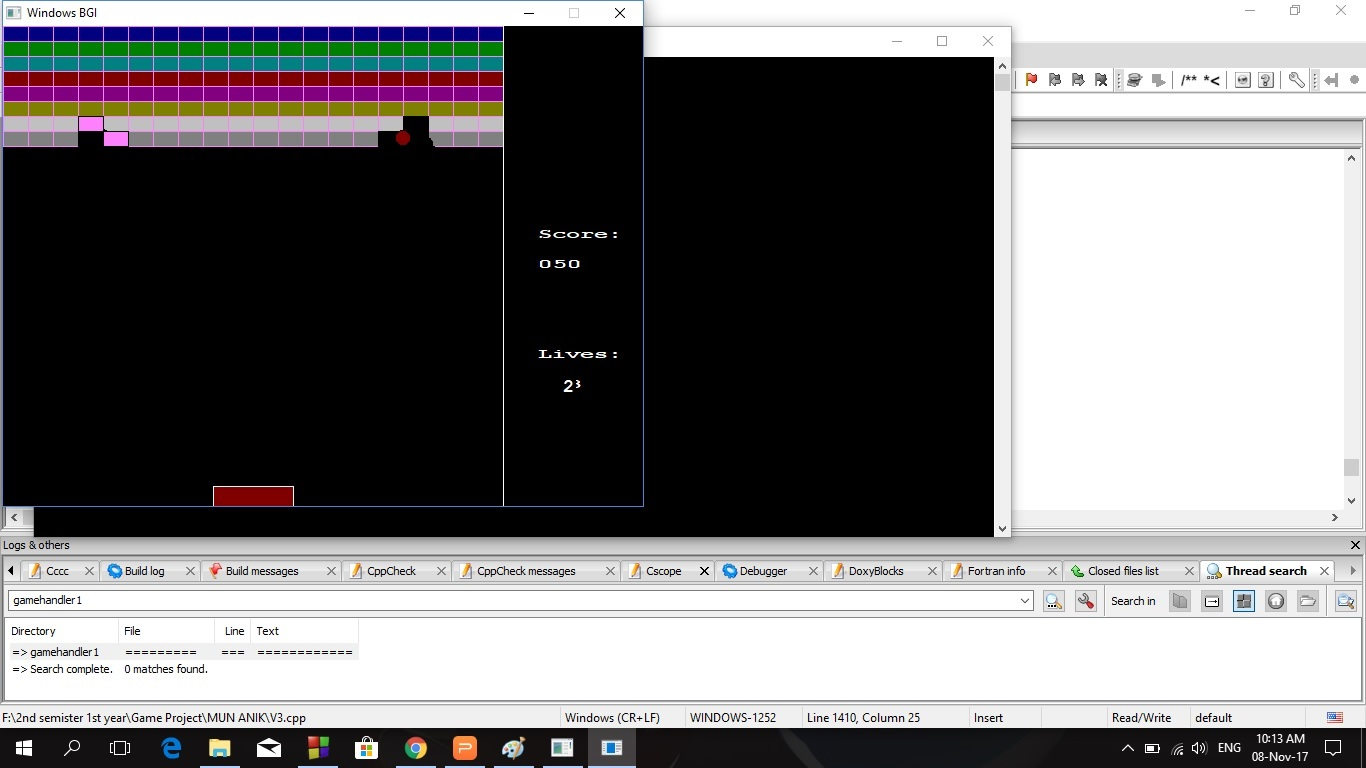 Windows BGI
Score:
050
Lives:
2³
/** *<
Logs & others
Cccc
Build log
Build messages
CppCheck
CppCheck messages
Cscope
Debugger
DoxyBlocks
Fortran info
Closed files list
Thread search
gamehandler1
Search in
Directory File Line Text
=> gamehandler1 ========= === ============
=> Search complete. 0 matches found.
F:\2nd semister 1st year\Game Project\MUN ANIK\V3.cpp Windows (CR+LF) WINDOWS-1252 Line 1410, Column 25 Insert Read/Write default
ENG
10:13 AM
08-Nov-17